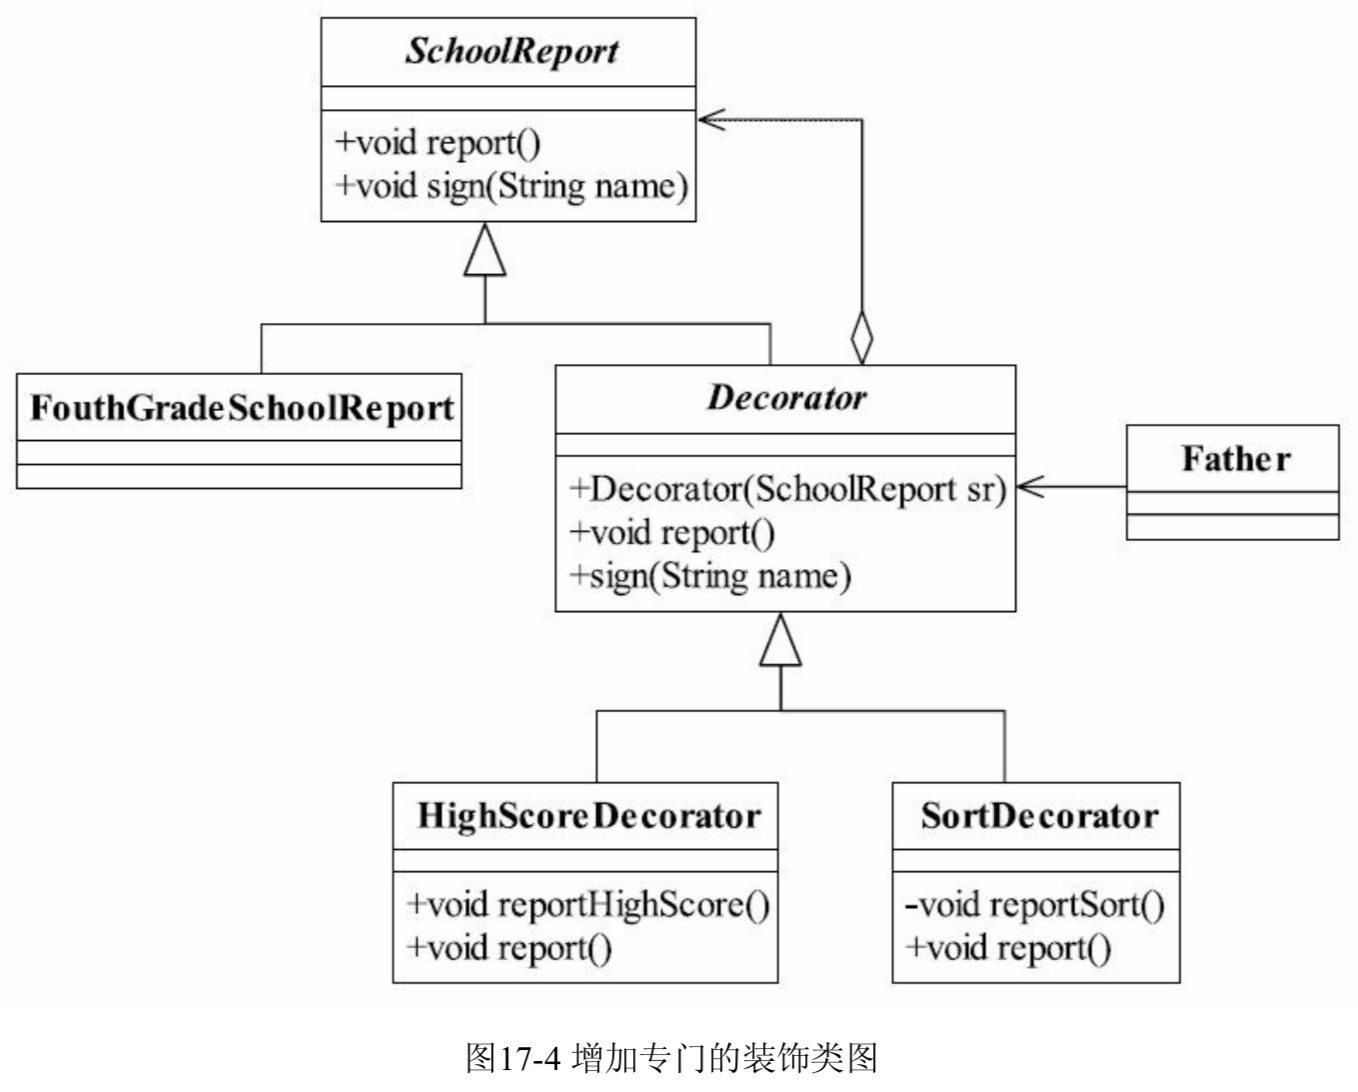 SchoolReport
+void report()
+void sign(String name)
FouthGradeSchoolReport
Decorator
+Decorator(SchoolReport sr)
+void report()
+sign(String name)
Father
HighScoreDecorator
+void reportHighScore()
+void report()
SortDecorator
-void reportSort()
+void report()
图17-4 增加专门的装饰类图